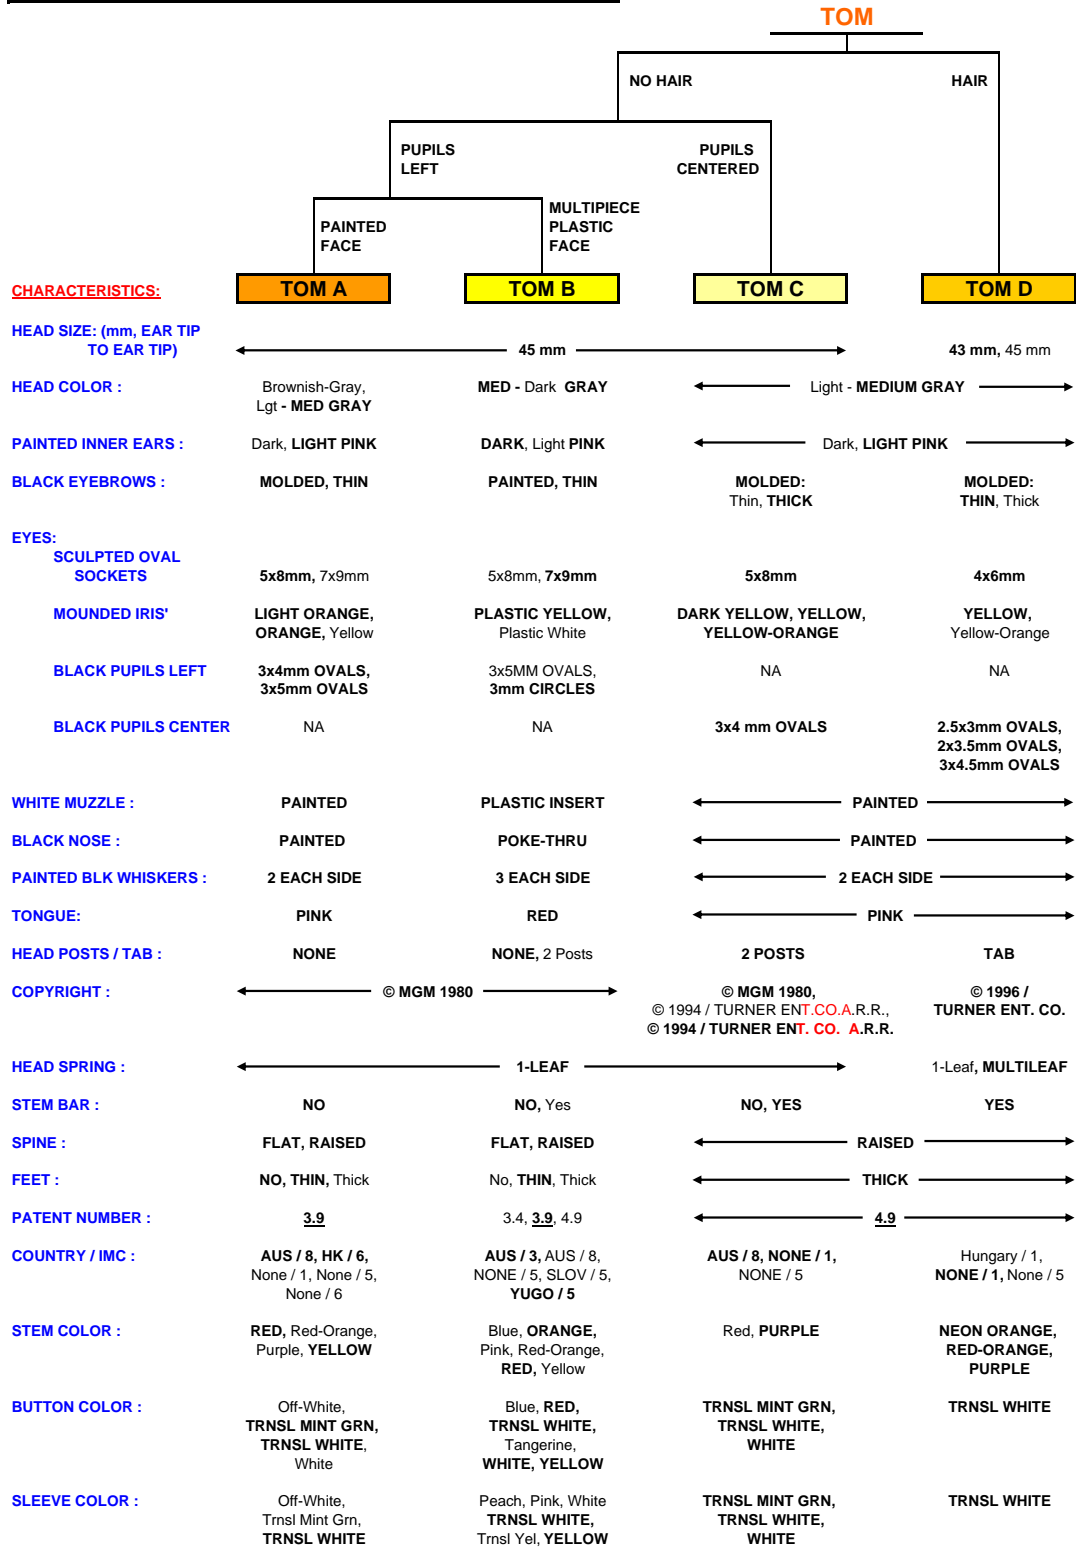 TOM
NO HAIR HAIR
PUPILS LEFT PUPILS CENTERED
PAINTED FACE MULTIPIECE PLASTIC FACE
CHARACTERISTICS: TOM A TOM B TOM C TOM D
HEAD SIZE: (mm, EAR TIP
TO EAR TIP) 45 mm 43 mm, 45 mm
HEAD COLOR : Brownish-Gray, MED - Dark GRAY Light - MEDIUM GRAY
Lgt - MED GRAY
PAINTED INNER EARS : Dark, LIGHT PINK DARK, Light PINK Dark, LIGHT PINK
BLACK EYEBROWS : MOLDED, THIN PAINTED, THIN MOLDED: MOLDED:
Thin, THICK THIN, Thick
EYES:
SCULPTED OVAL
SOCKETS 5x8mm, 7x9mm 5x8mm, 7x9mm 5x8mm 4x6mm
MOUNDED IRIS' LIGHT ORANGE, PLASTIC YELLOW, DARK YELLOW, YELLOW, YELLOW,
ORANGE, Yellow Plastic White YELLOW-ORANGE Yellow-Orange
BLACK PUPILS LEFT 3x4mm OVALS, 3x5MM OVALS, NA NA
3x5mm OVALS 3mm CIRCLES
BLACK PUPILS CENTER NA NA 3x4 mm OVALS 2.5x3mm OVALS,
2x3.5mm OVALS,
3x4.5mm OVALS
WHITE MUZZLE : PAINTED PLASTIC INSERT PAINTED
BLACK NOSE : PAINTED POKE-THRU PAINTED
PAINTED BLK WHISKERS : 2 EACH SIDE 3 EACH SIDE 2 EACH SIDE
TONGUE: PINK RED PINK
HEAD POSTS / TAB : NONE NONE, 2 Posts 2 POSTS TAB
COPYRIGHT : © MGM 1980 © MGM 1980, © 1996 /
© 1994 / TURNER ENT.CO.A.R.R., TURNER ENT. CO.
© 1994 / TURNER ENT. CO. A.R.R.
HEAD SPRING : 1-LEAF 1-Leaf, MULTILEAF
STEM BAR : NO NO, Yes NO, YES YES
SPINE : FLAT, RAISED FLAT, RAISED RAISED
FEET : NO, THIN, Thick No, THIN, Thick THICK
PATENT NUMBER : 3.9 3.4, 3.9, 4.9 4.9
COUNTRY / IMC : AUS / 8, HK / 6, AUS / 3, AUS / 8, AUS / 8, NONE / 1, Hungary / 1,
None / 1, None / 5, NONE / 5, SLOV / 5, NONE / 5 NONE / 1, None / 5
None / 6 YUGO / 5
STEM COLOR : RED, Red-Orange, Blue, ORANGE, Red, PURPLE NEON ORANGE,
Purple, YELLOW Pink, Red-Orange, RED-ORANGE,
RED, Yellow PURPLE
BUTTON COLOR : Off-White, Blue, RED, TRNSL MINT GRN, TRNSL WHITE
TRNSL MINT GRN, TRNSL WHITE, TRNSL WHITE,
TRNSL WHITE, Tangerine, WHITE
White WHITE, YELLOW
SLEEVE COLOR : Off-White, Peach, Pink, White TRNSL MINT GRN, TRNSL WHITE
Trnsl Mint Grn, TRNSL WHITE, TRNSL WHITE,
TRNSL WHITE Trnsl Yel, YELLOW WHITE